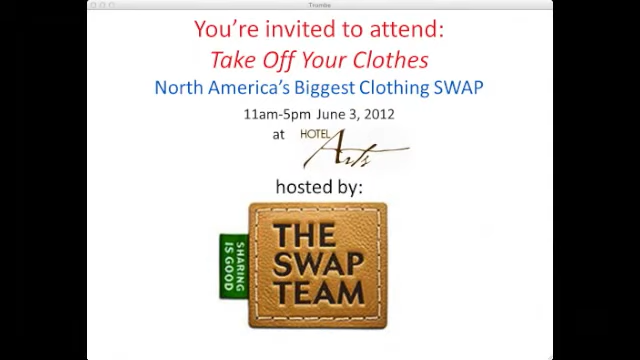 Trombe
You're invited to attend:
Take Off Your Clothes
North America's Biggest Clothing SWAP
11am-5pm June 3, 2012
at HOTEL Arts
hosted by:
SHARING IS GOOD
THE
SWAP
TEAM